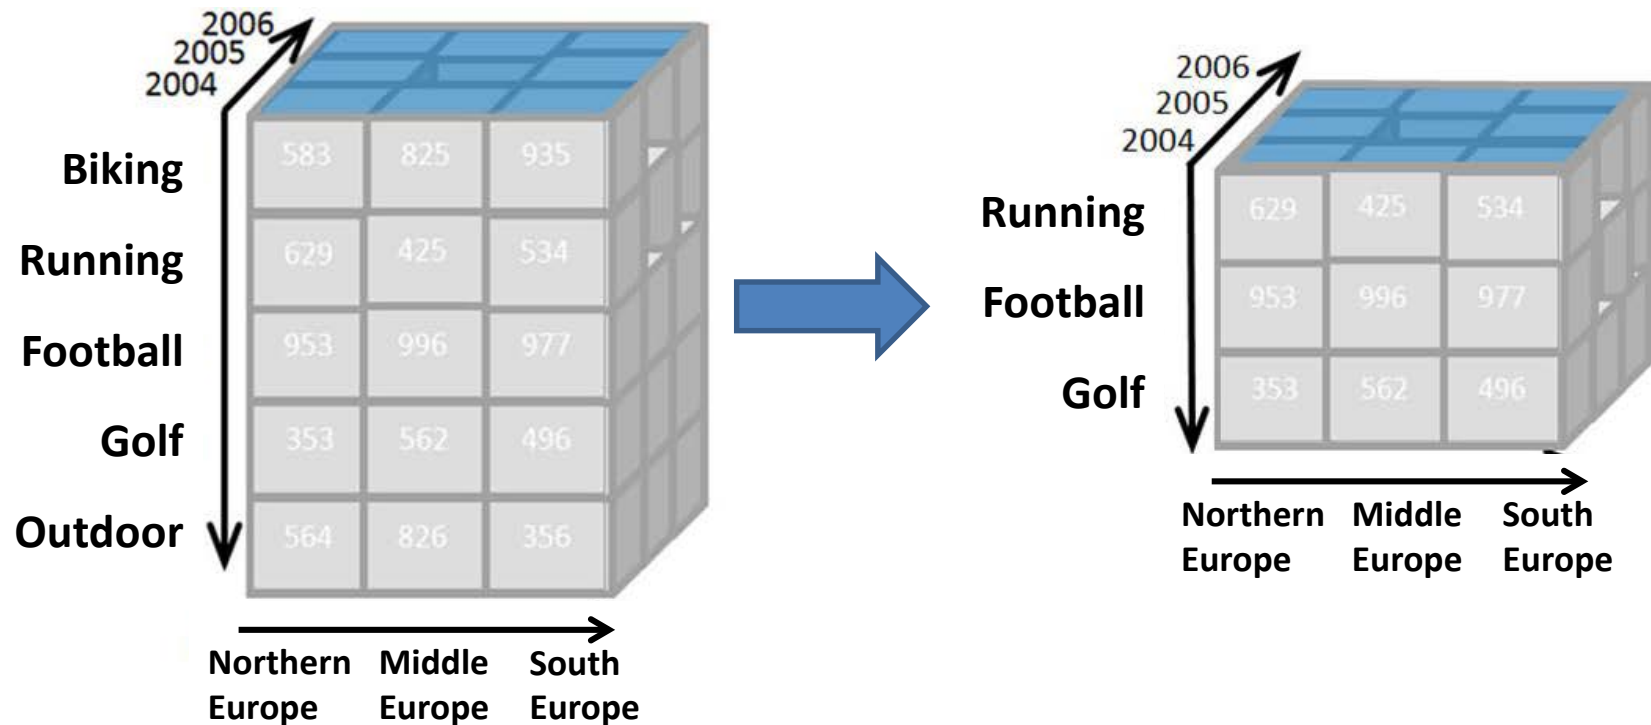 2006
2005
2004
Biking 583 825 935
Running 629 425 534
Football 953 996 977
Golf 353 562 496
Outdoor 564 826 356
Northern Middle South
Europe Europe Europe
2006
2005
2004
Running 629 425 534
Football 953 996 977
Golf 353 562 496
Northern Middle South
Europe Europe Europe